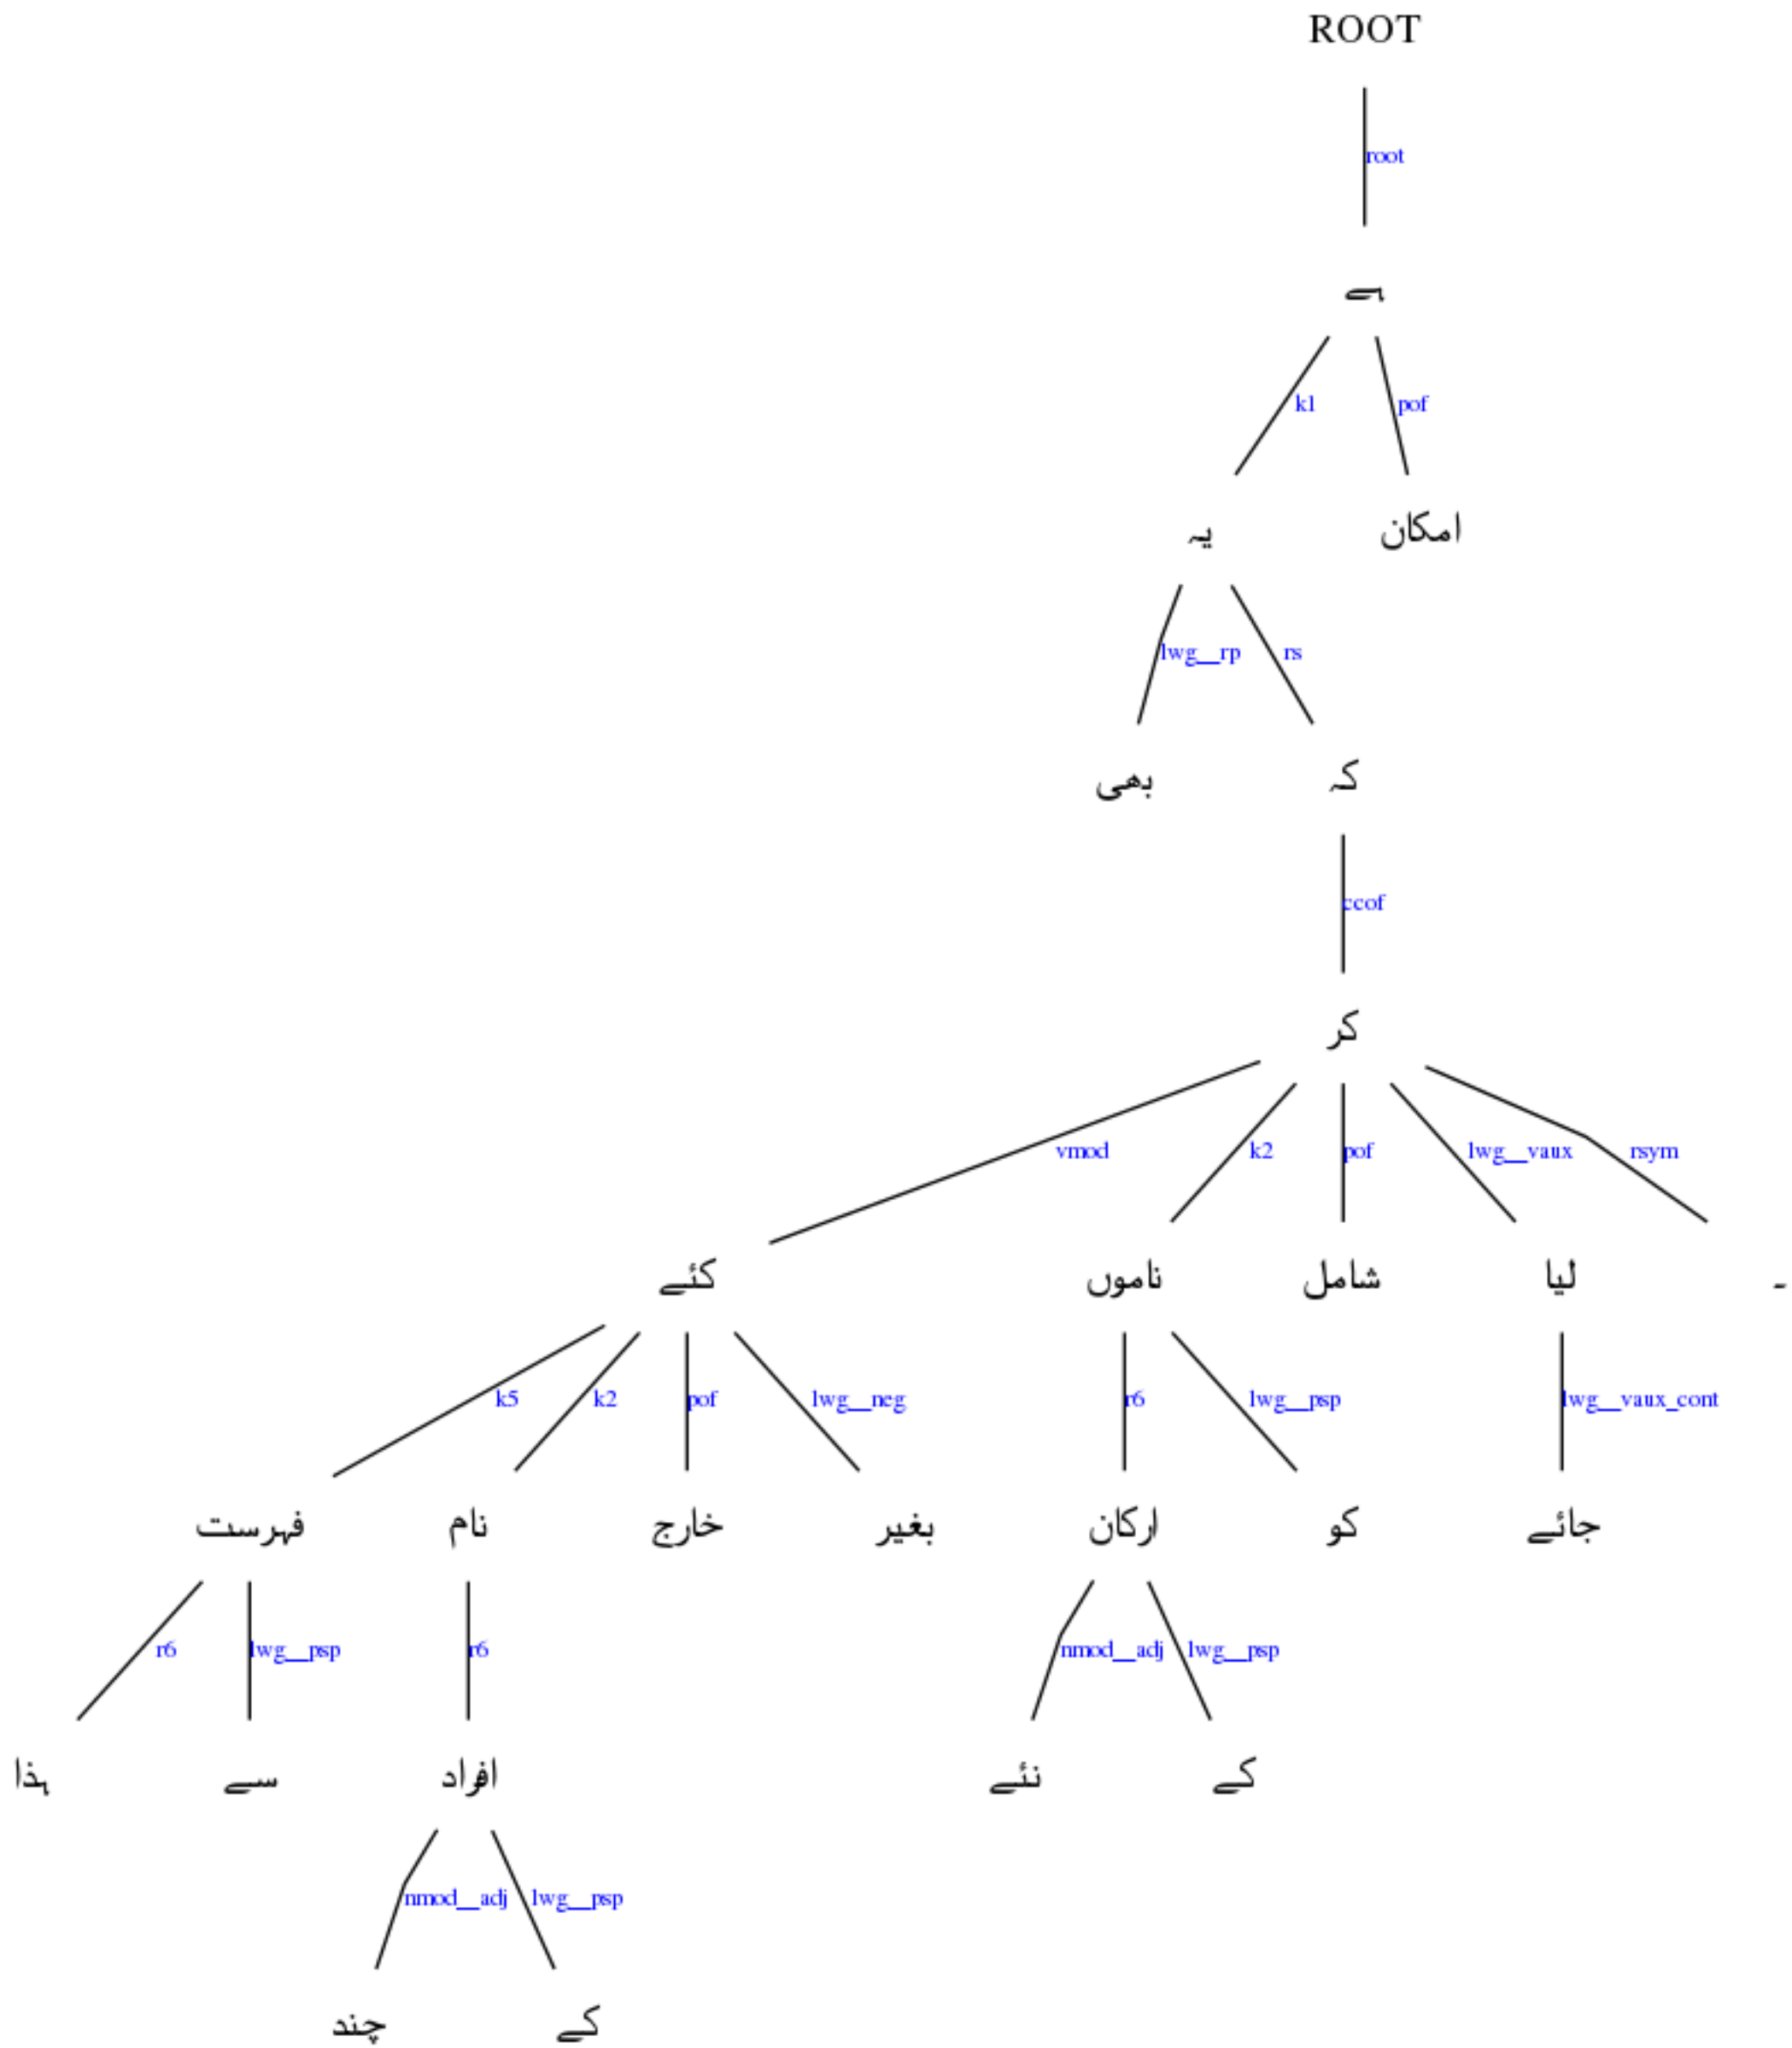 ROOT
root
ہے
k1 pof
یہ امکان
lwg__rp rs
بھی کہ
ccof
کر
vmod k2 pof lwg__vaux rsym
کئے ناموں شامل لیا ۔
k5 k2 pof lwg__neg r6 lwg__psp lwg__vaux_cont
فہرست نام خارج بغیر ارکان کو جائے
r6 lwg__psp r6 nmod__adj lwg__psp
ہذا سے افراد نئے کے
nmod__adj lwg__psp
چند کے